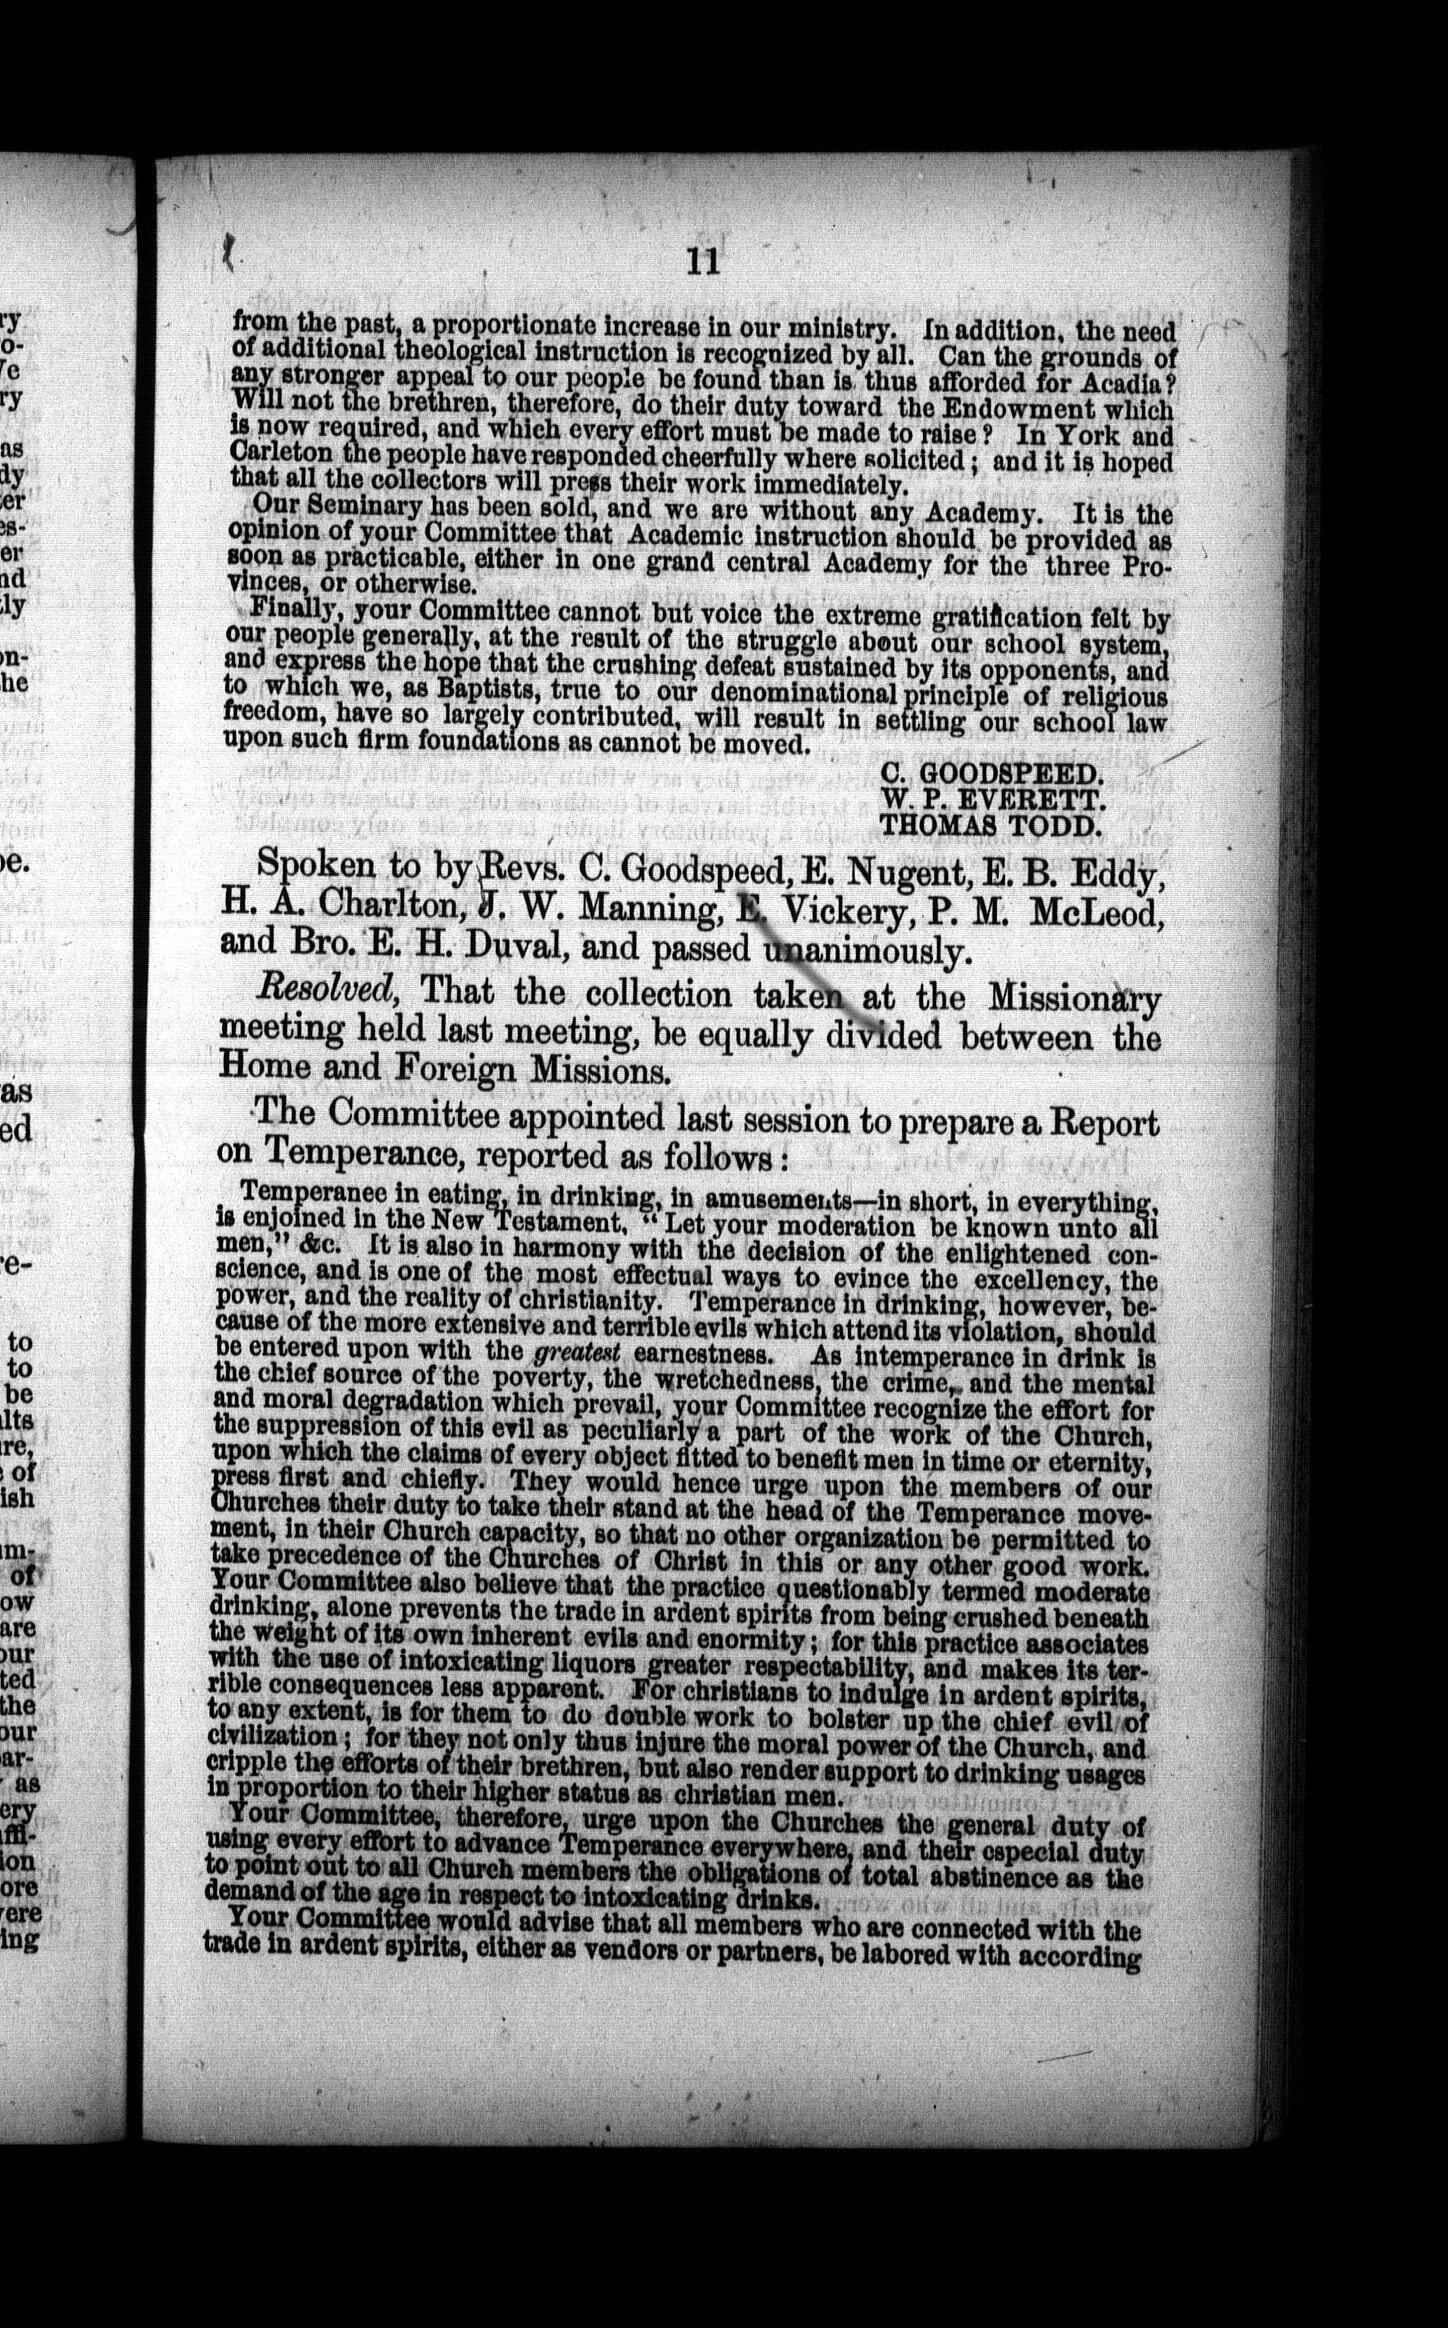 11
from the past, a proportionate increase in our ministry. In addition, the need
of additional theological instruction is recognized by all. Can the grounds of
any stronger appeal to our people be found than is thus afforded for Acadia?
Will not the brethren, therefore, do their duty toward the Endowment which
is now required, and which every effort must be made to raise? In York and
Carleton the people have responded cheerfully where solicited; and it is hoped
that all the collectors will press their work immediately.
Our Seminary has been sold, and we are without any Academy. It is the
opinion of your Committee that Academic instruction should be provided as
soon as practicable, either in one grand central Academy for the three Pro-
vinces, or otherwise.
Finally, your Committee cannot but voice the extreme gratification felt by
our people generally, at the result of the struggle about our school system,
and express the hope that the crushing defeat sustained by its opponents, and
to which we, as Baptists, true to our denominational principle of religious
freedom, have so largely contributed, will result in settling our school law
upon such firm foundations as cannot be moved.
C. GOODSPEED.
W. P. EVERETT.
THOMAS TODD.
Spoken to by Revs. C. Goodspeed, E. Nugent, E. B. Eddy,
H. A. Charlton, J. W. Manning, E. Vickery, P. M. McLeod,
and Bro. E. H. Duval, and passed unanimously.
Resolved, That the collection taken at the Missionary
meeting held last meeting, be equally divided between the
Home and Foreign Missions.
The Committee appointed last session to prepare a Report
on Temperance, reported as follows:
Temperanee in eating, in drinking, in amusements—in short, in everything,
is enjoined in the New Testament. "Let your moderation be known unto all
men," &c. It is also in harmony with the decision of the enlightened con-
science, and is one of the most effectual ways to evince the excellency, the
power, and the reality of christianity. Temperance in drinking, however, be-
cause of the more extensive and terrible evils which attend its violation, should
be entered upon with the greatest earnestness. As intemperance in drink is
the chief source of the poverty, the wretchedness, the crime, and the mental
and moral degradation which prevail, your Committee recognize the effort for
the suppression of this evil as peculiarly a part of the work of the Church,
upon which the claims of every object fitted to benefit men in time or eternity,
press first and chiefly. They would hence urge upon the members of our
Churches their duty to take their stand at the head of the Temperance move-
ment, in their Church capacity, so that no other organization be permitted to
take precedence of the Churches of Christ in this or any other good work.
Your Committee also believe that the practice questionably termed moderate
drinking, alone prevents the trade in ardent spirits from being crushed beneath
the weight of its own inherent evils and enormity; for this practice associates
with the use of intoxicating liquors greater respectability, and makes its ter-
rible consequences less apparent. For christians to indulge in ardent spirits,
to any extent, is for them to do double work to bolster up the chief evil of
civilization; for they not only thus injure the moral power of the Church, and
cripple the efforts of their brethren, but also render support to drinking usages
in proportion to their higher status as christian men.
Your Committee, therefore, urge upon the Churches the general duty of
using every effort to advance Temperance everywhere, and their especial duty
to point out to all Church members the obligations of total abstinence as the
demand of the age in respect to intoxicating drinks.
Your Committee would advise that all members who are connected with the
trade in ardent spirits, either as vendors or partners, be labored with according